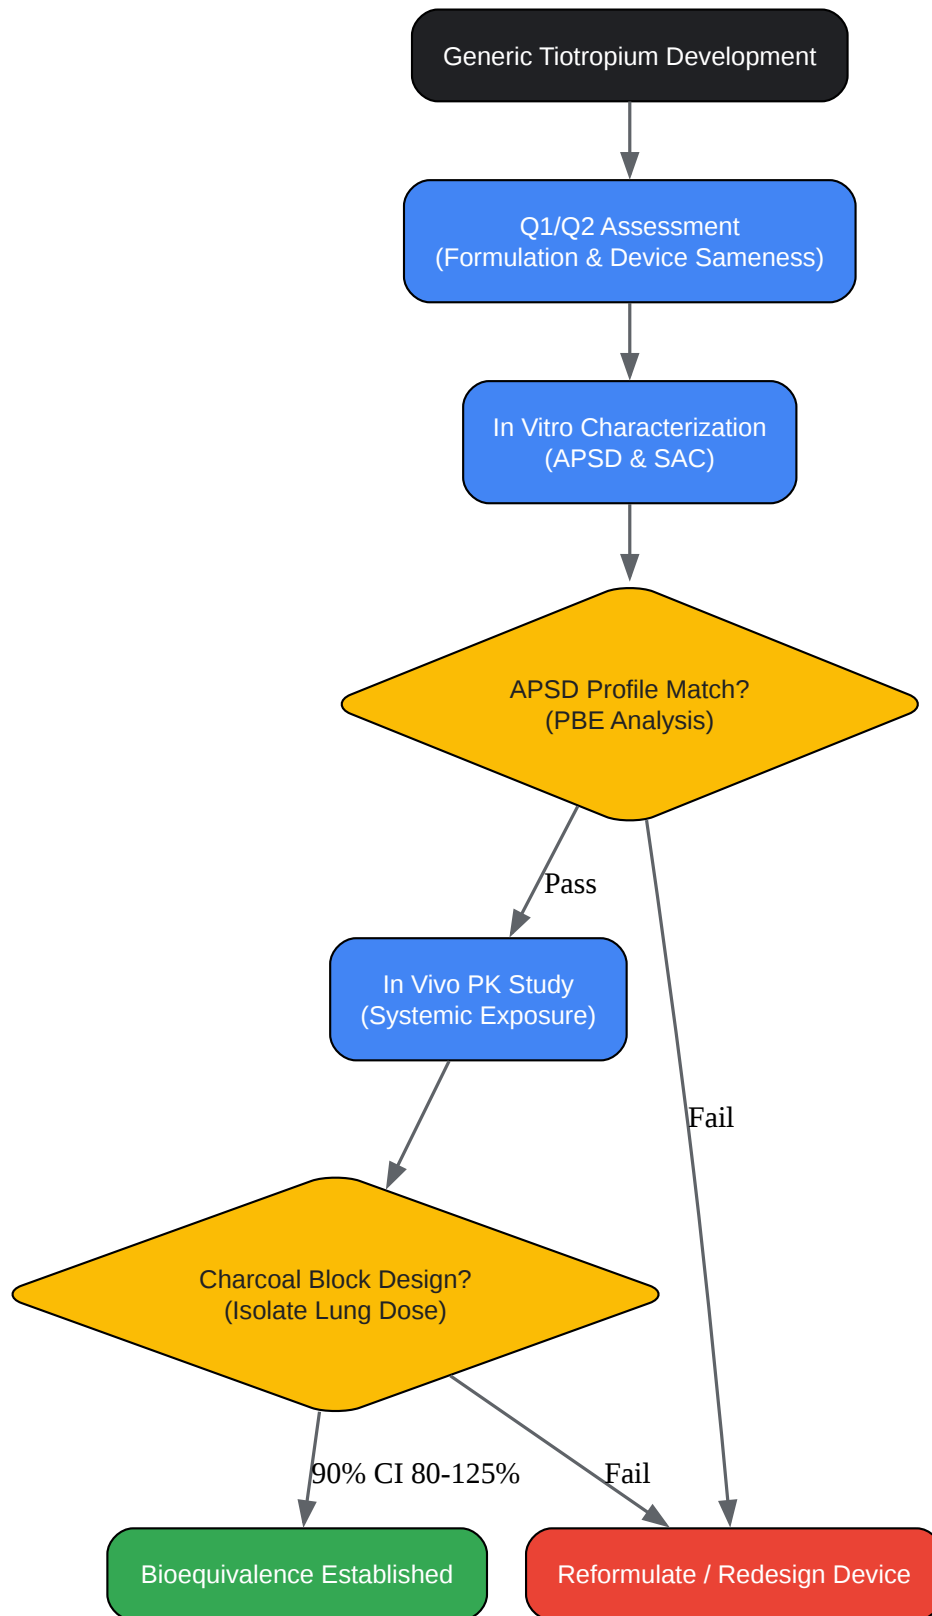 Generic Tiotropium Development
Q1/Q2 Assessment
(Formulation & Device Sameness)
In Vitro Characterization
(APSD & SAC)
APSD Profile Match?
(PBE Analysis)
Pass
In Vivo PK Study
(Systemic Exposure)
Fail
Charcoal Block Design?
(Isolate Lung Dose)
90% CI 80-125%
Fail
Bioequivalence Established
Reformulate / Redesign Device